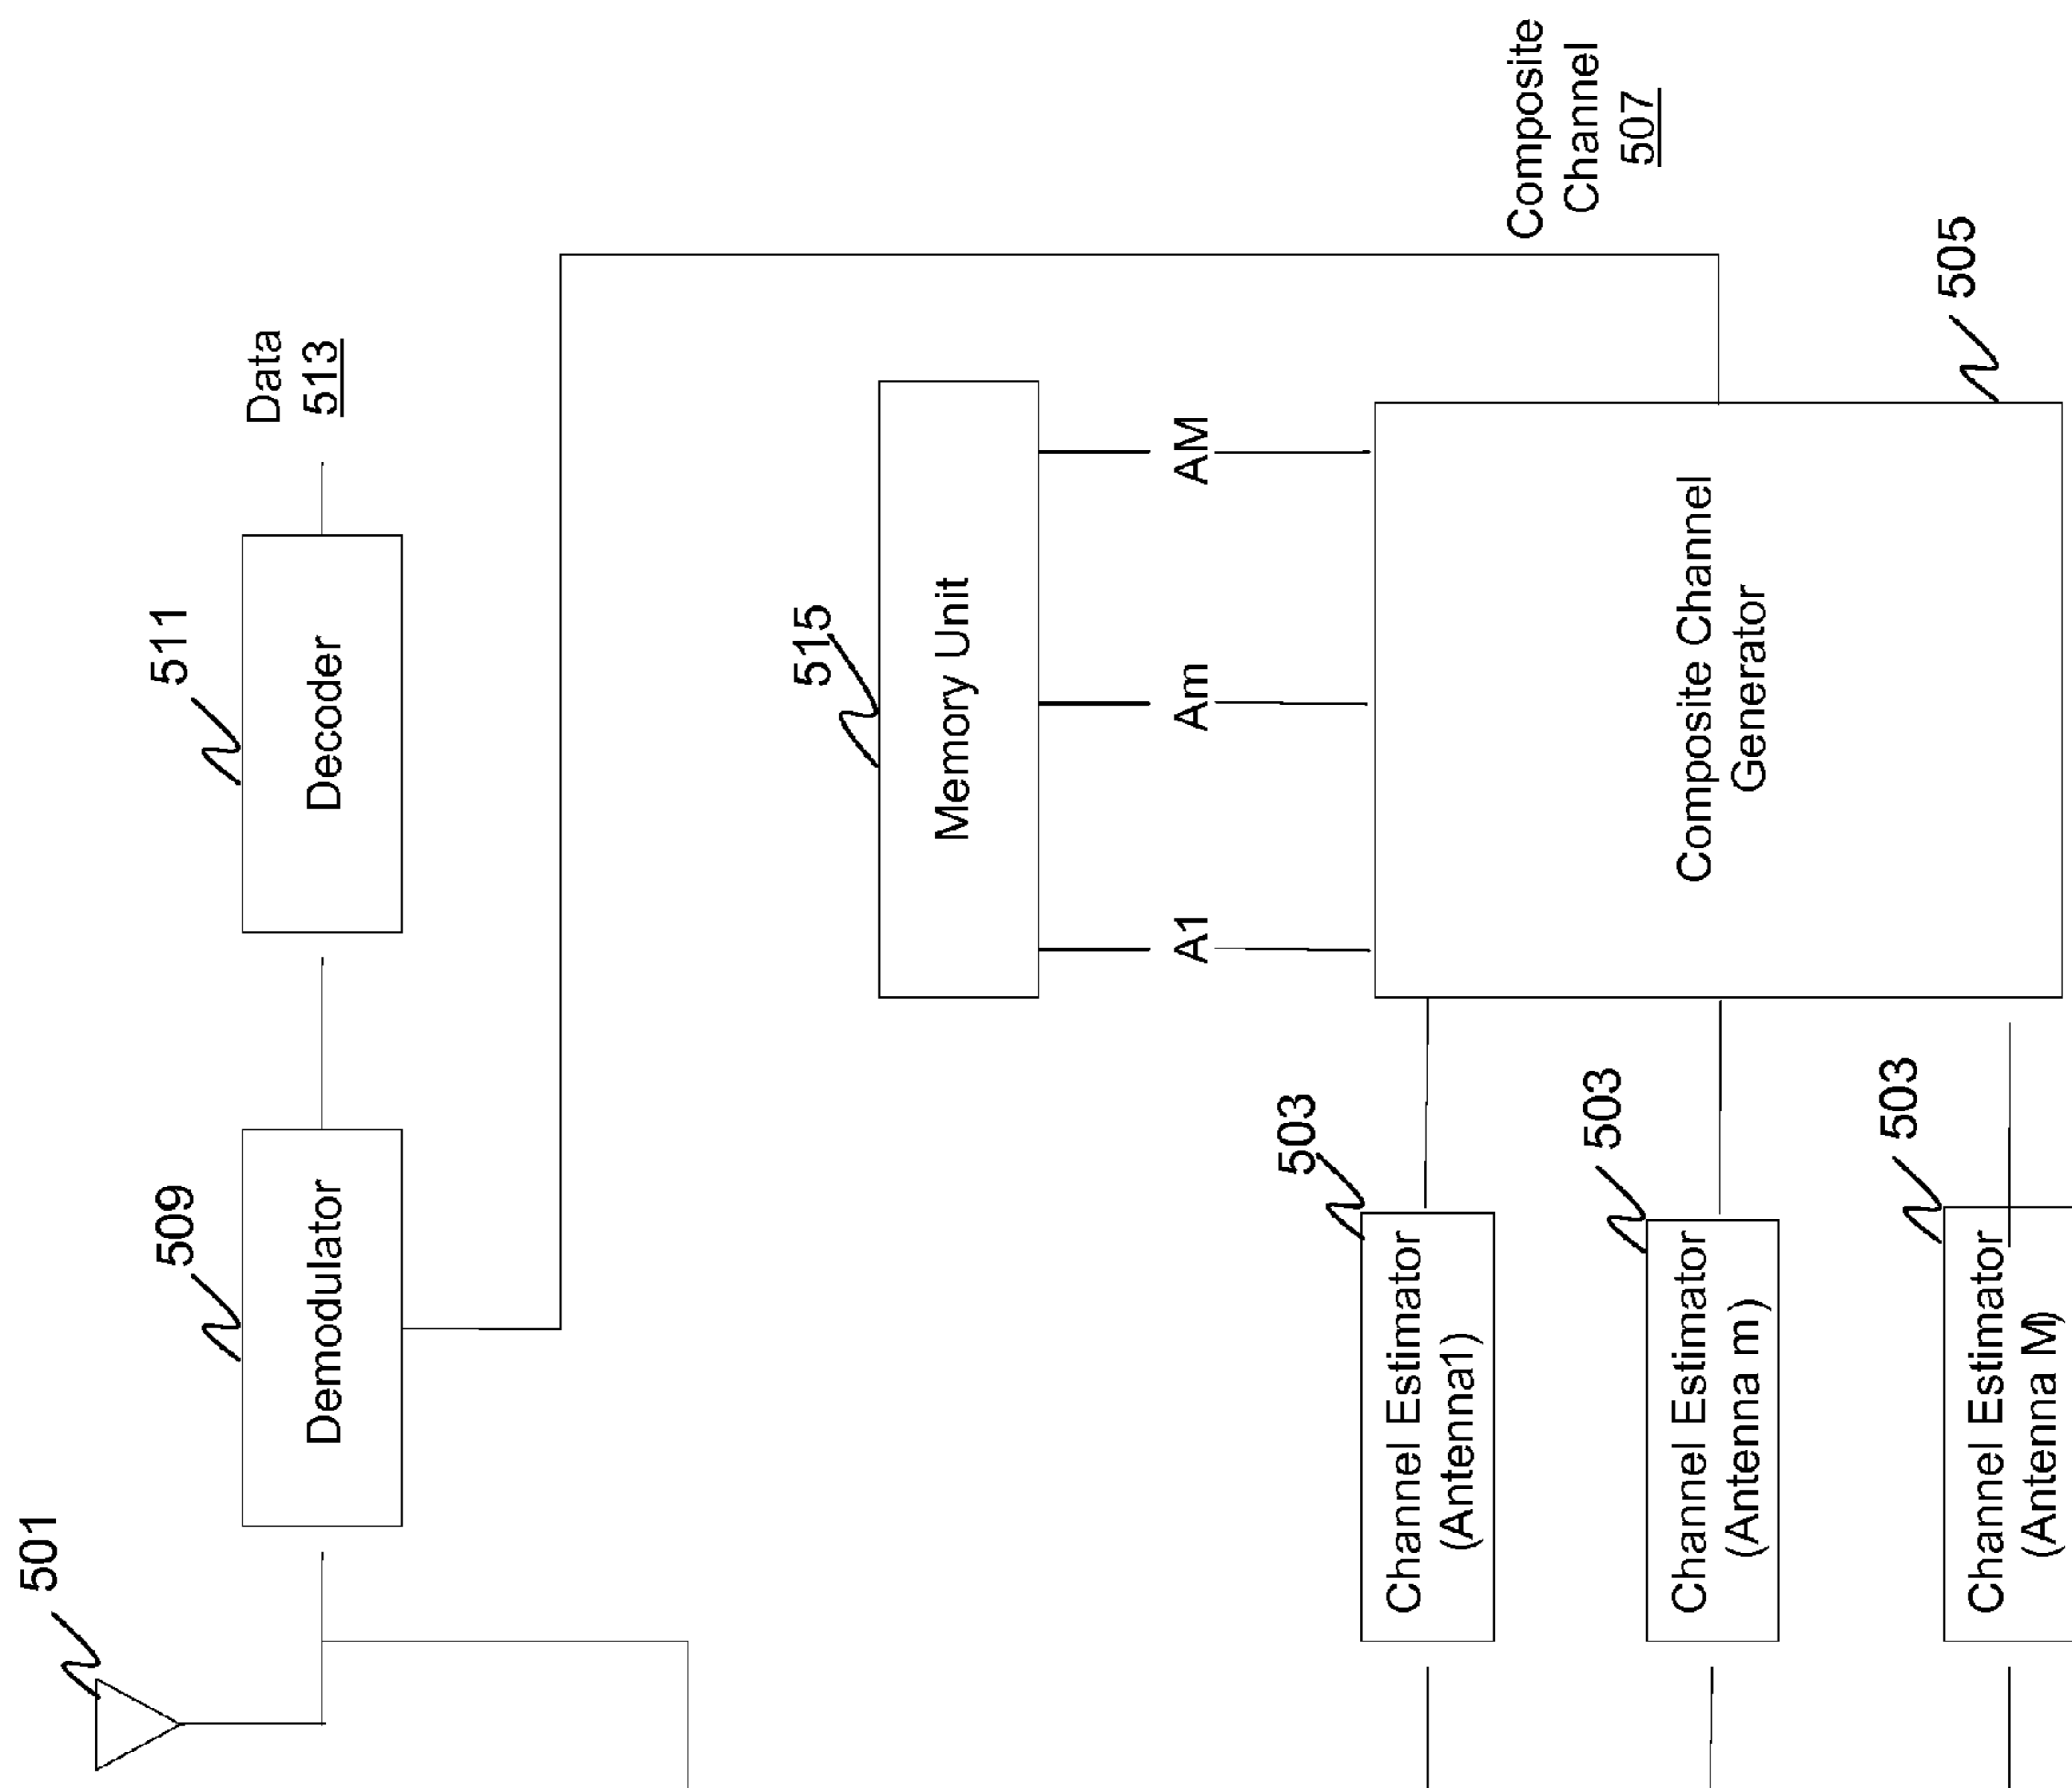 501
509
Demodulator
511
Decoder
Data
513
515
Memory Unit
A1
Am
AM
503
Channel Estimator
(Antenna1)
503
Channel Estimator
(Antenna m )
503
Channel Estimator
(Antenna M)
Composite Channel
Generator
505
Composite
Channel
507